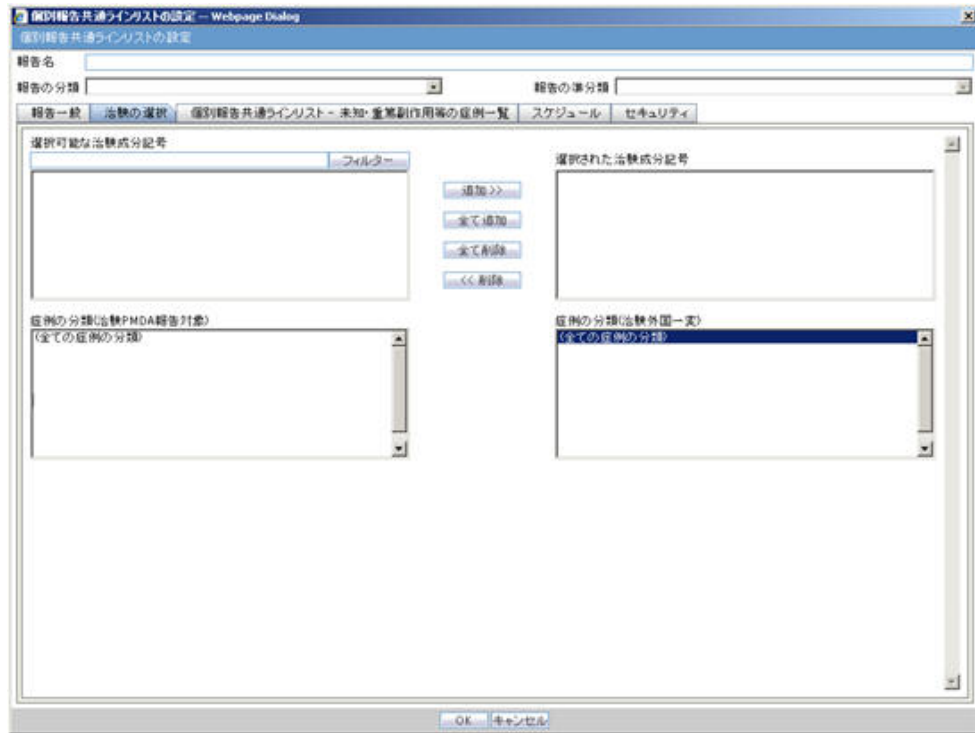 個別報告共通ラインリストの設定 -- Webpage Dialog
個別報告共通ラインリストの設定
報告名
報告の分類 報告の準分類
報告一般 治験の選択 個別報告共通ラインリスト - 未知・重篤副作用等の症例一覧 スケジュール セキュリティ
選択可能な治験成分記号
フィルター 選択された治験成分記号
追加 >>
全て追加
全て削除
<< 削除
症例の分類(治験PMDA報告対象) 症例の分類(治験外国一変)
(全ての症例の分類) (全ての症例の分類)
OK キャンセル